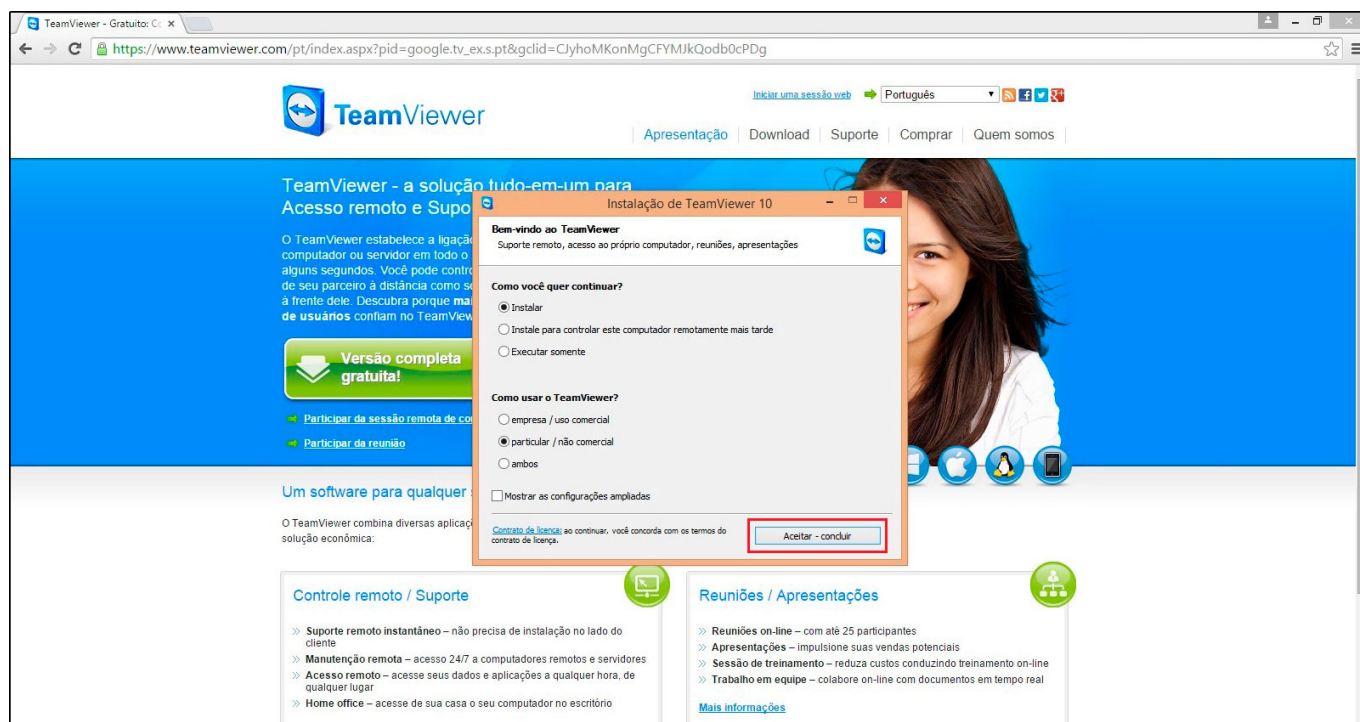 TeamViewer - Gratuito: Co
https://www.teamviewer.com/pt/index.aspx?pid=google.tv_ex.s.pt&gclid=CJyhoMKonMgCFYMJkQodb0cPDg
TeamViewer
Iniciar uma sessão web
Português
Apresentação
Download
Suporte
Comprar
Quem somos
TeamViewer - a solução tudo-em-um para
Acesso remoto e Supo
O TeamViewer estabelece a ligaçã
computador ou servidor em todo o
alguns segundos. Você pode contro
de seu parceiro à distância como s
à frente dele. Descubra porque mai
de usuários confiam no TeamView
Versão completa
gratuita!
Participar da sessão remota de co
Participar da reunião
Instalação de TeamViewer 10
Bem-vindo ao TeamViewer
Suporte remoto, acesso ao próprio computador, reuniões, apresentações
Como você quer continuar?
Instalar
Instale para controlar este computador remotamente mais tarde
Executar somente
Como usar o TeamViewer?
empresa / uso comercial
particular / não comercial
ambos
Mostrar as configurações ampliadas
Contrato de licença: ao continuar, você concorda com os termos do
contrato de licença.
Aceitar - concluir
Um software para qualquer
O TeamViewer combina diversas aplicaç
solução econômica:
Controle remoto / Suporte
Suporte remoto instantâneo – não precisa de instalação no lado do
cliente
Manutenção remota – acesso 24/7 a computadores remotos e servidores
Acesso remoto – acesse seus dados e aplicações a qualquer hora, de
qualquer lugar
Home office – acesse de sua casa o seu computador no escritório
Reuniões / Apresentações
Reuniões on-line – com até 25 participantes
Apresentações – impulsione suas vendas potenciais
Sessão de treinamento – reduza custos conduzindo treinamento on-line
Trabalho em equipe – colabore on-line com documentos em tempo real
Mais informações